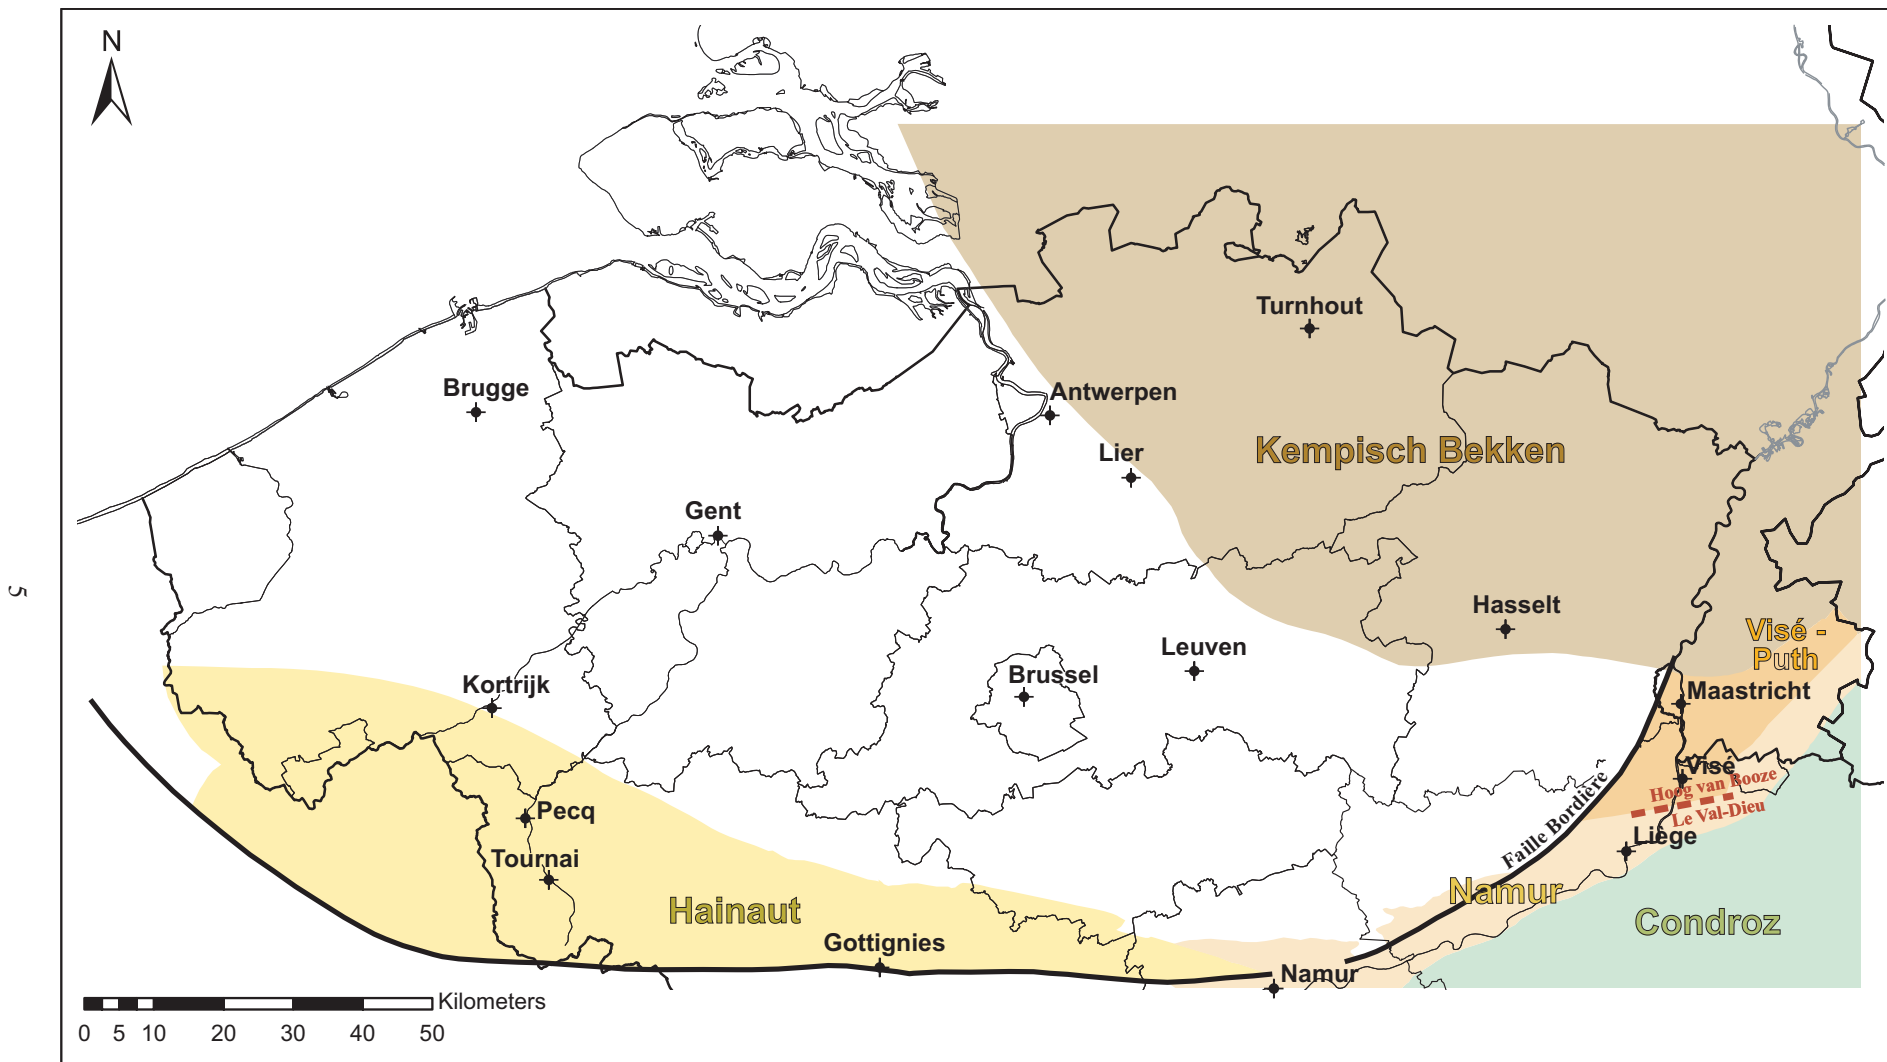 N
Turnhout
Brugge
Antwerpen
Kempisch Bekken
Lier
Gent
5
Hasselt
Visé -
Puth
Leuven
Brussel
Kortrijk
Maastricht
Visé
Hoog van Booze
Le Val-Dieu
Faille Bordière
Pecq
Liège
Tournai
Namur
Hainaut
Condroz
Gottignies
Namur
Kilometers
0 5 10 20 30 40 50